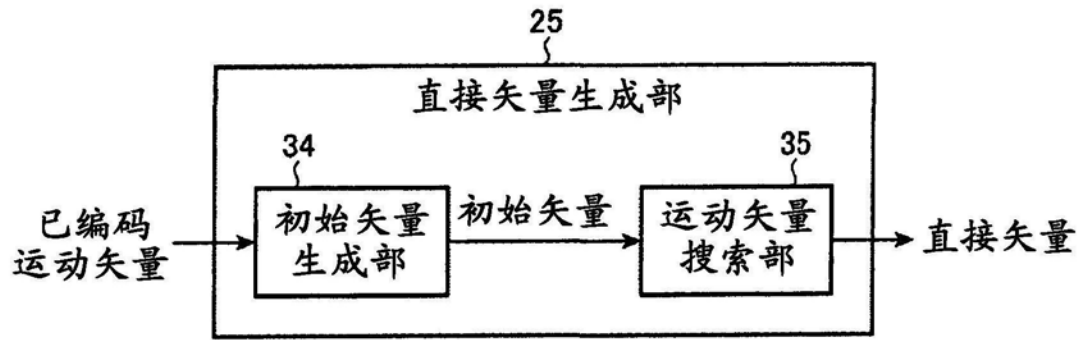 25
直接矢量生成部
34
35
已编码
运动矢量
初始矢量
生成部
初始矢量
运动矢量
搜索部
直接矢量